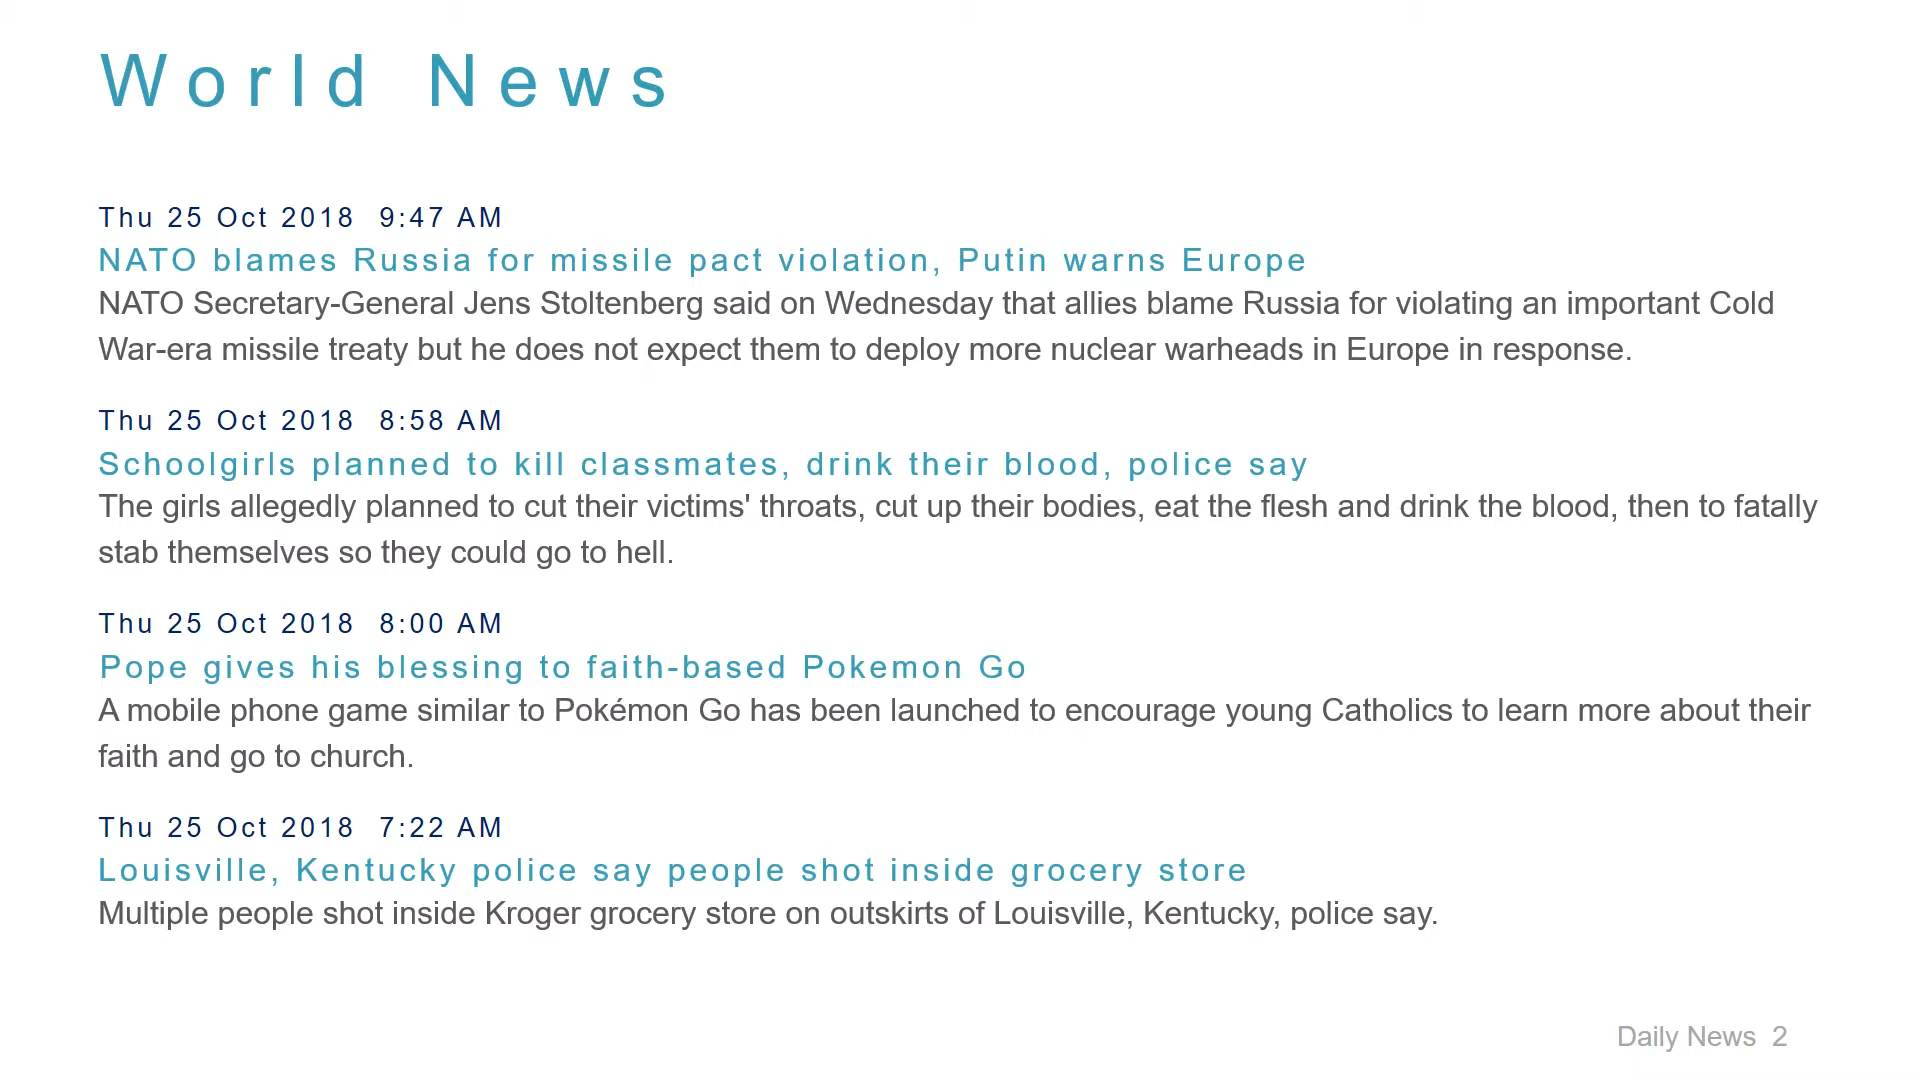 World News
Thu 25 Oct 2018  9:47 AM
NATO blames Russia for missile pact violation, Putin warns Europe
NATO Secretary-General Jens Stoltenberg said on Wednesday that allies blame Russia for violating an important Cold
War-era missile treaty but he does not expect them to deploy more nuclear warheads in Europe in response.
Thu 25 Oct 2018  8:58 AM
Schoolgirls planned to kill classmates, drink their blood, police say
The girls allegedly planned to cut their victims' throats, cut up their bodies, eat the flesh and drink the blood, then to fatally
stab themselves so they could go to hell.
Thu 25 Oct 2018  8:00 AM
Pope gives his blessing to faith-based Pokemon Go
A mobile phone game similar to Pokémon Go has been launched to encourage young Catholics to learn more about their
faith and go to church.
Thu 25 Oct 2018  7:22 AM
Louisville, Kentucky police say people shot inside grocery store
Multiple people shot inside Kroger grocery store on outskirts of Louisville, Kentucky, police say.
Daily News  2